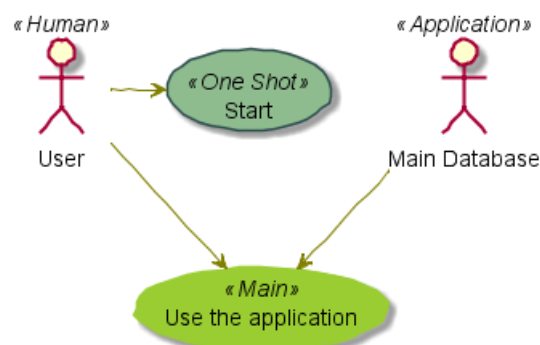 «Human»
«Application»
«One Shot»
Start
User
Main Database
«Main»
Use the application